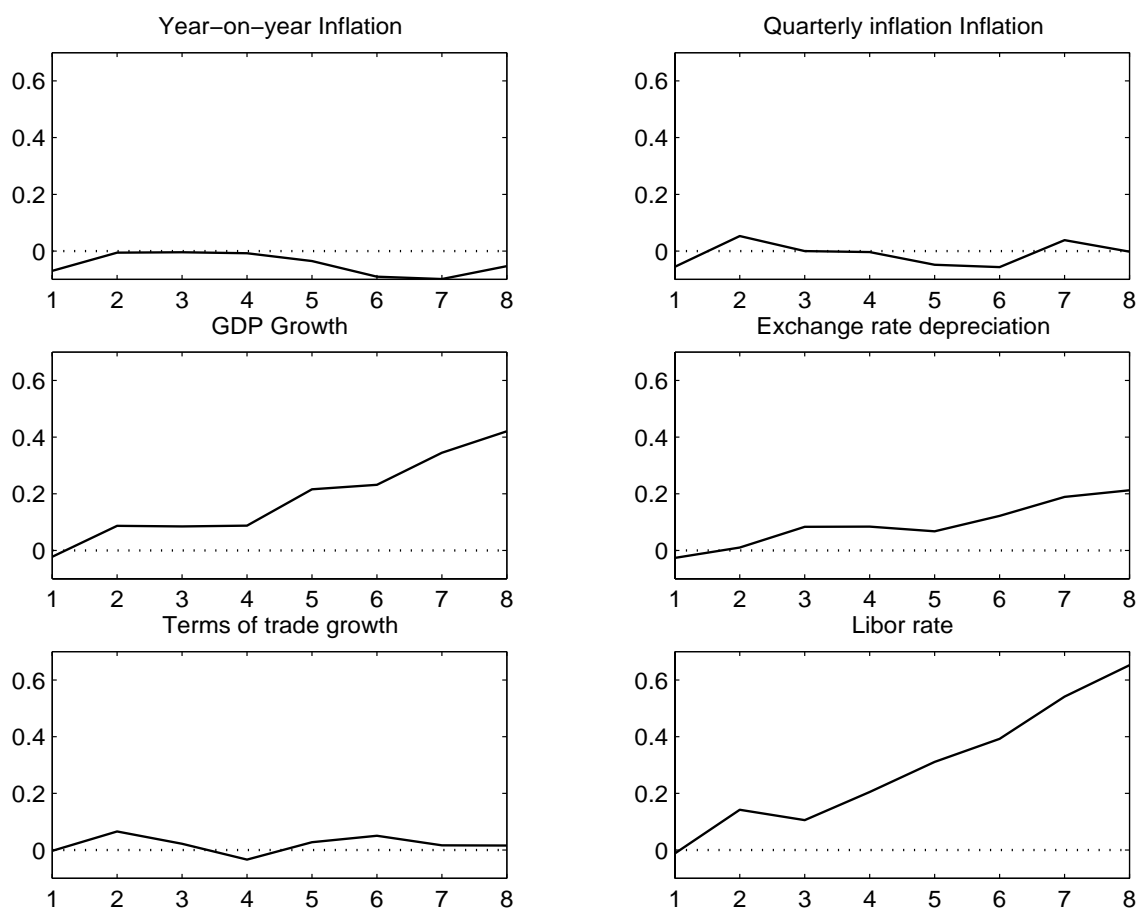 Year−on−year Inflation
0.6
0.4
0.2
0
1 2 3 4 5 6 7 8
Quarterly inflation Inflation
0.6
0.4
0.2
0
1 2 3 4 5 6 7 8
GDP Growth
0.6
0.4
0.2
0
1 2 3 4 5 6 7 8
Exchange rate depreciation
0.6
0.4
0.2
0
1 2 3 4 5 6 7 8
Terms of trade growth
0.6
0.4
0.2
0
1 2 3 4 5 6 7 8
Libor rate
0.6
0.4
0.2
0
1 2 3 4 5 6 7 8